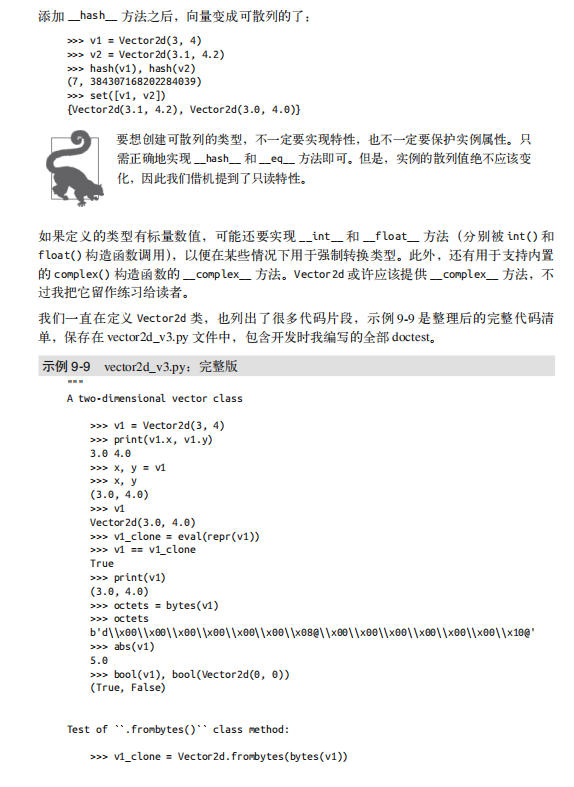 添加 __hash__ 方法之后，向量变成可散列的了：
>>> v1 = Vector2d(3, 4)
>>> v2 = Vector2d(3.1, 4.2)
>>> hash(v1), hash(v2)
(7, 384307168202284039)
>>> set([v1, v2])
{Vector2d(3.1, 4.2), Vector2d(3.0, 4.0)}
要想创建可散列的类型，不一定要实现特性，也不一定要保护实例属性。只
需正确地实现 __hash__ 和 __eq__ 方法即可。但是，实例的散列值绝不应该变
化，因此我们借机提到了只读特性。
如果定义的类型有标量数值，可能还要实现 __int__ 和 __float__ 方法（分别被 int() 和
float() 构造函数调用），以便在某些情况下用于强制转换类型。此外，还有用于支持内置
的 complex() 构造函数的 __complex__ 方法。Vector2d 或许应该提供 __complex__ 方法，不
过我把它留作练习给读者。
我们一直在定义 Vector2d 类，也列出了很多代码片段，示例 9-9 是整理后的完整代码清
单，保存在 vector2d_v3.py 文件中，包含开发时我编写的全部 doctest。
示例 9-9 vector2d_v3.py：完整版
"""
A two-dimensional vector class
>>> v1 = Vector2d(3, 4)
>>> print(v1.x, v1.y)
3.0 4.0
>>> x, y = v1
>>> x, y
(3.0, 4.0)
>>> v1
Vector2d(3.0, 4.0)
>>> v1_clone = eval(repr(v1))
>>> v1 == v1_clone
True
>>> print(v1)
(3.0, 4.0)
>>> octets = bytes(v1)
>>> octets
b'd\\x00\\x00\\x00\\x00\\x00\\x00\\x08@\\x00\\x00\\x00\\x00\\x00\\x00\\x10@'
>>> abs(v1)
5.0
>>> bool(v1), bool(Vector2d(0, 0))
(True, False)
Test of ``.frombytes()`` class method:
>>> v1_clone = Vector2d.frombytes(bytes(v1))